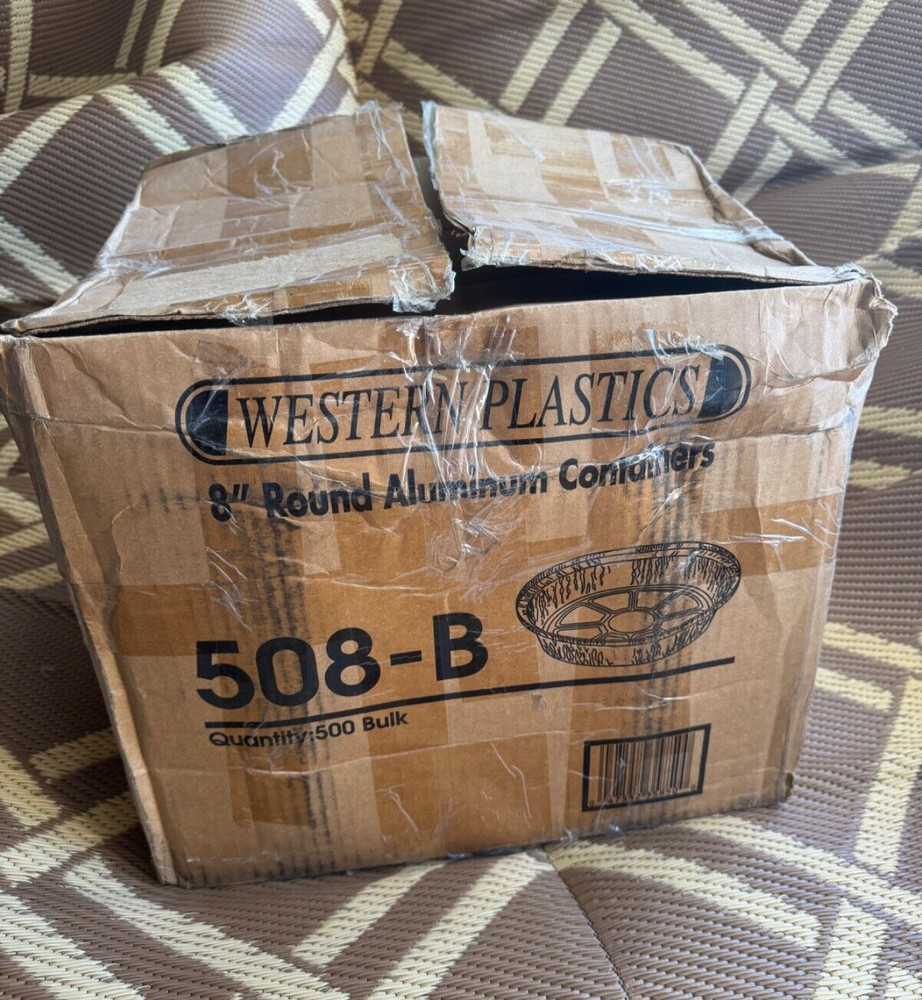 WESTERN PLASTICS
8" Round Aluminum Containers
508-B
Quantity:500 Bulk